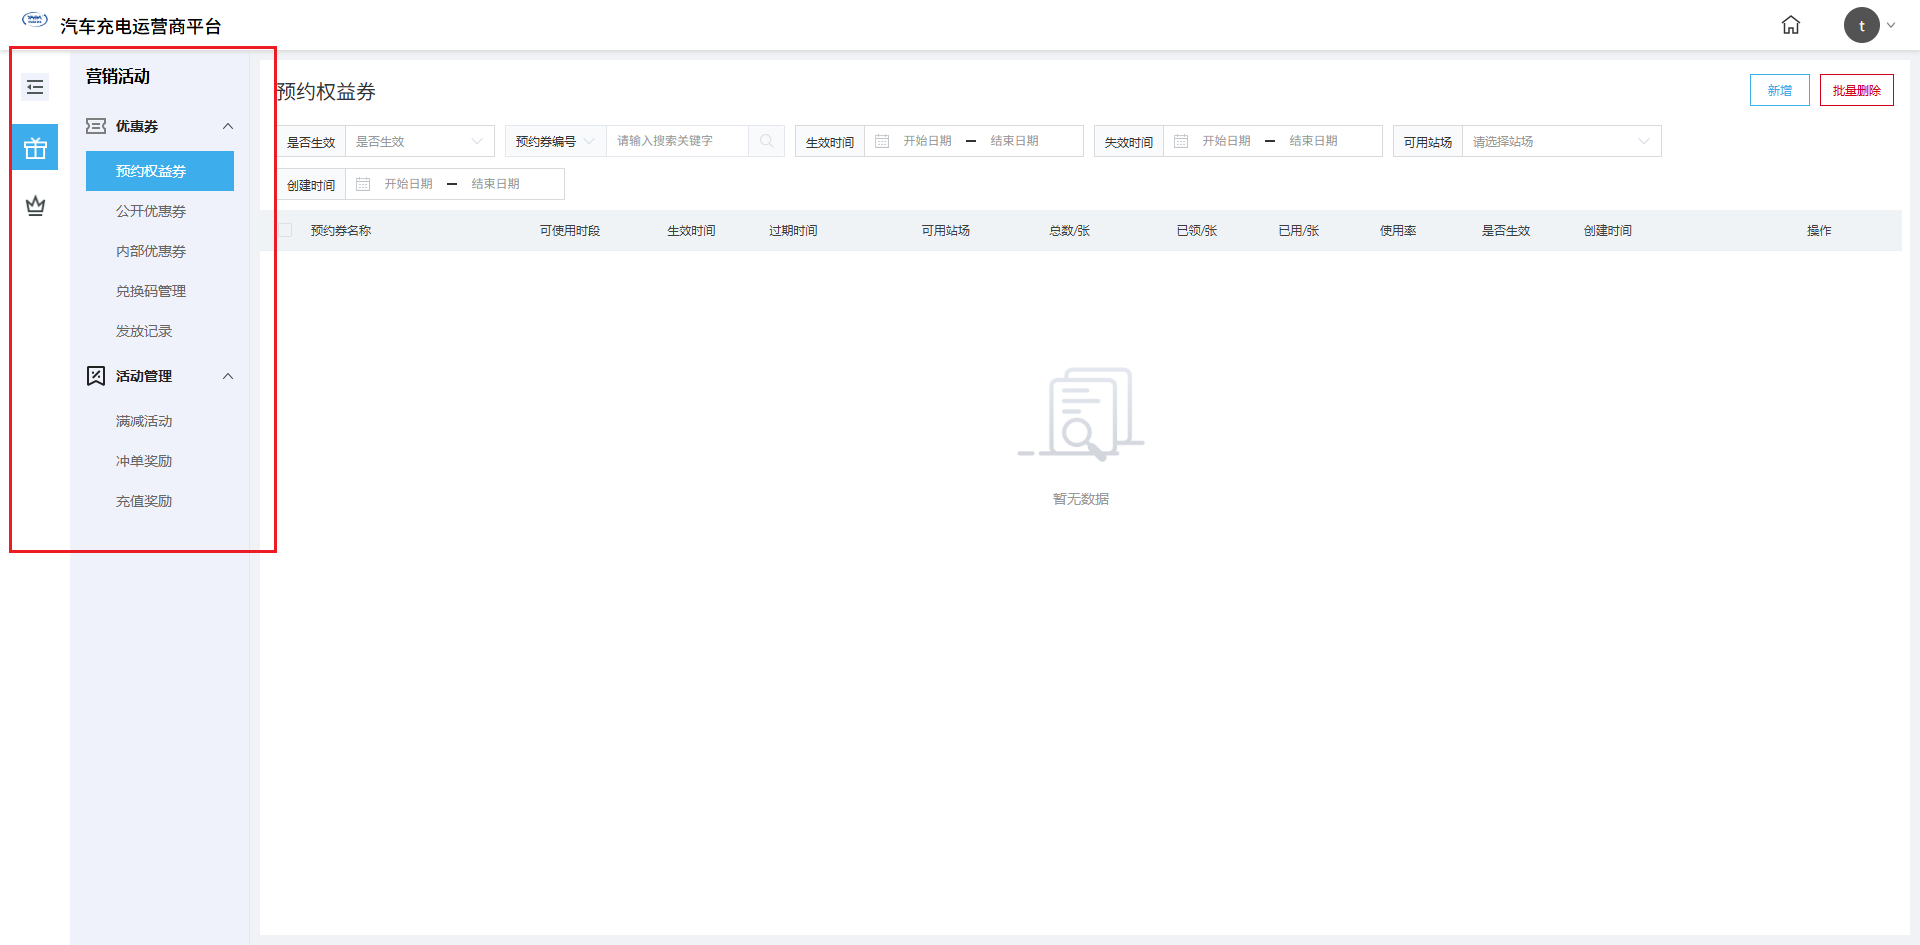 汽车充电运营商平台
t
营销活动
优惠券
预约权益券
公开优惠券
内部优惠券
兑换码管理
发放记录
活动管理
满减活动
冲单奖励
充值奖励
预约权益券
新增
批量删除
是否生效 是否生效 预约券编号 请输入搜索关键字 生效时间 开始日期 结束日期 失效时间 开始日期 结束日期 可用站场 请选择站场
创建时间 开始日期 结束日期
预约券名称 可使用时段 生效时间 过期时间 可用站场 总数/张 已领/张 已用/张 使用率 是否生效 创建时间 操作
暂无数据